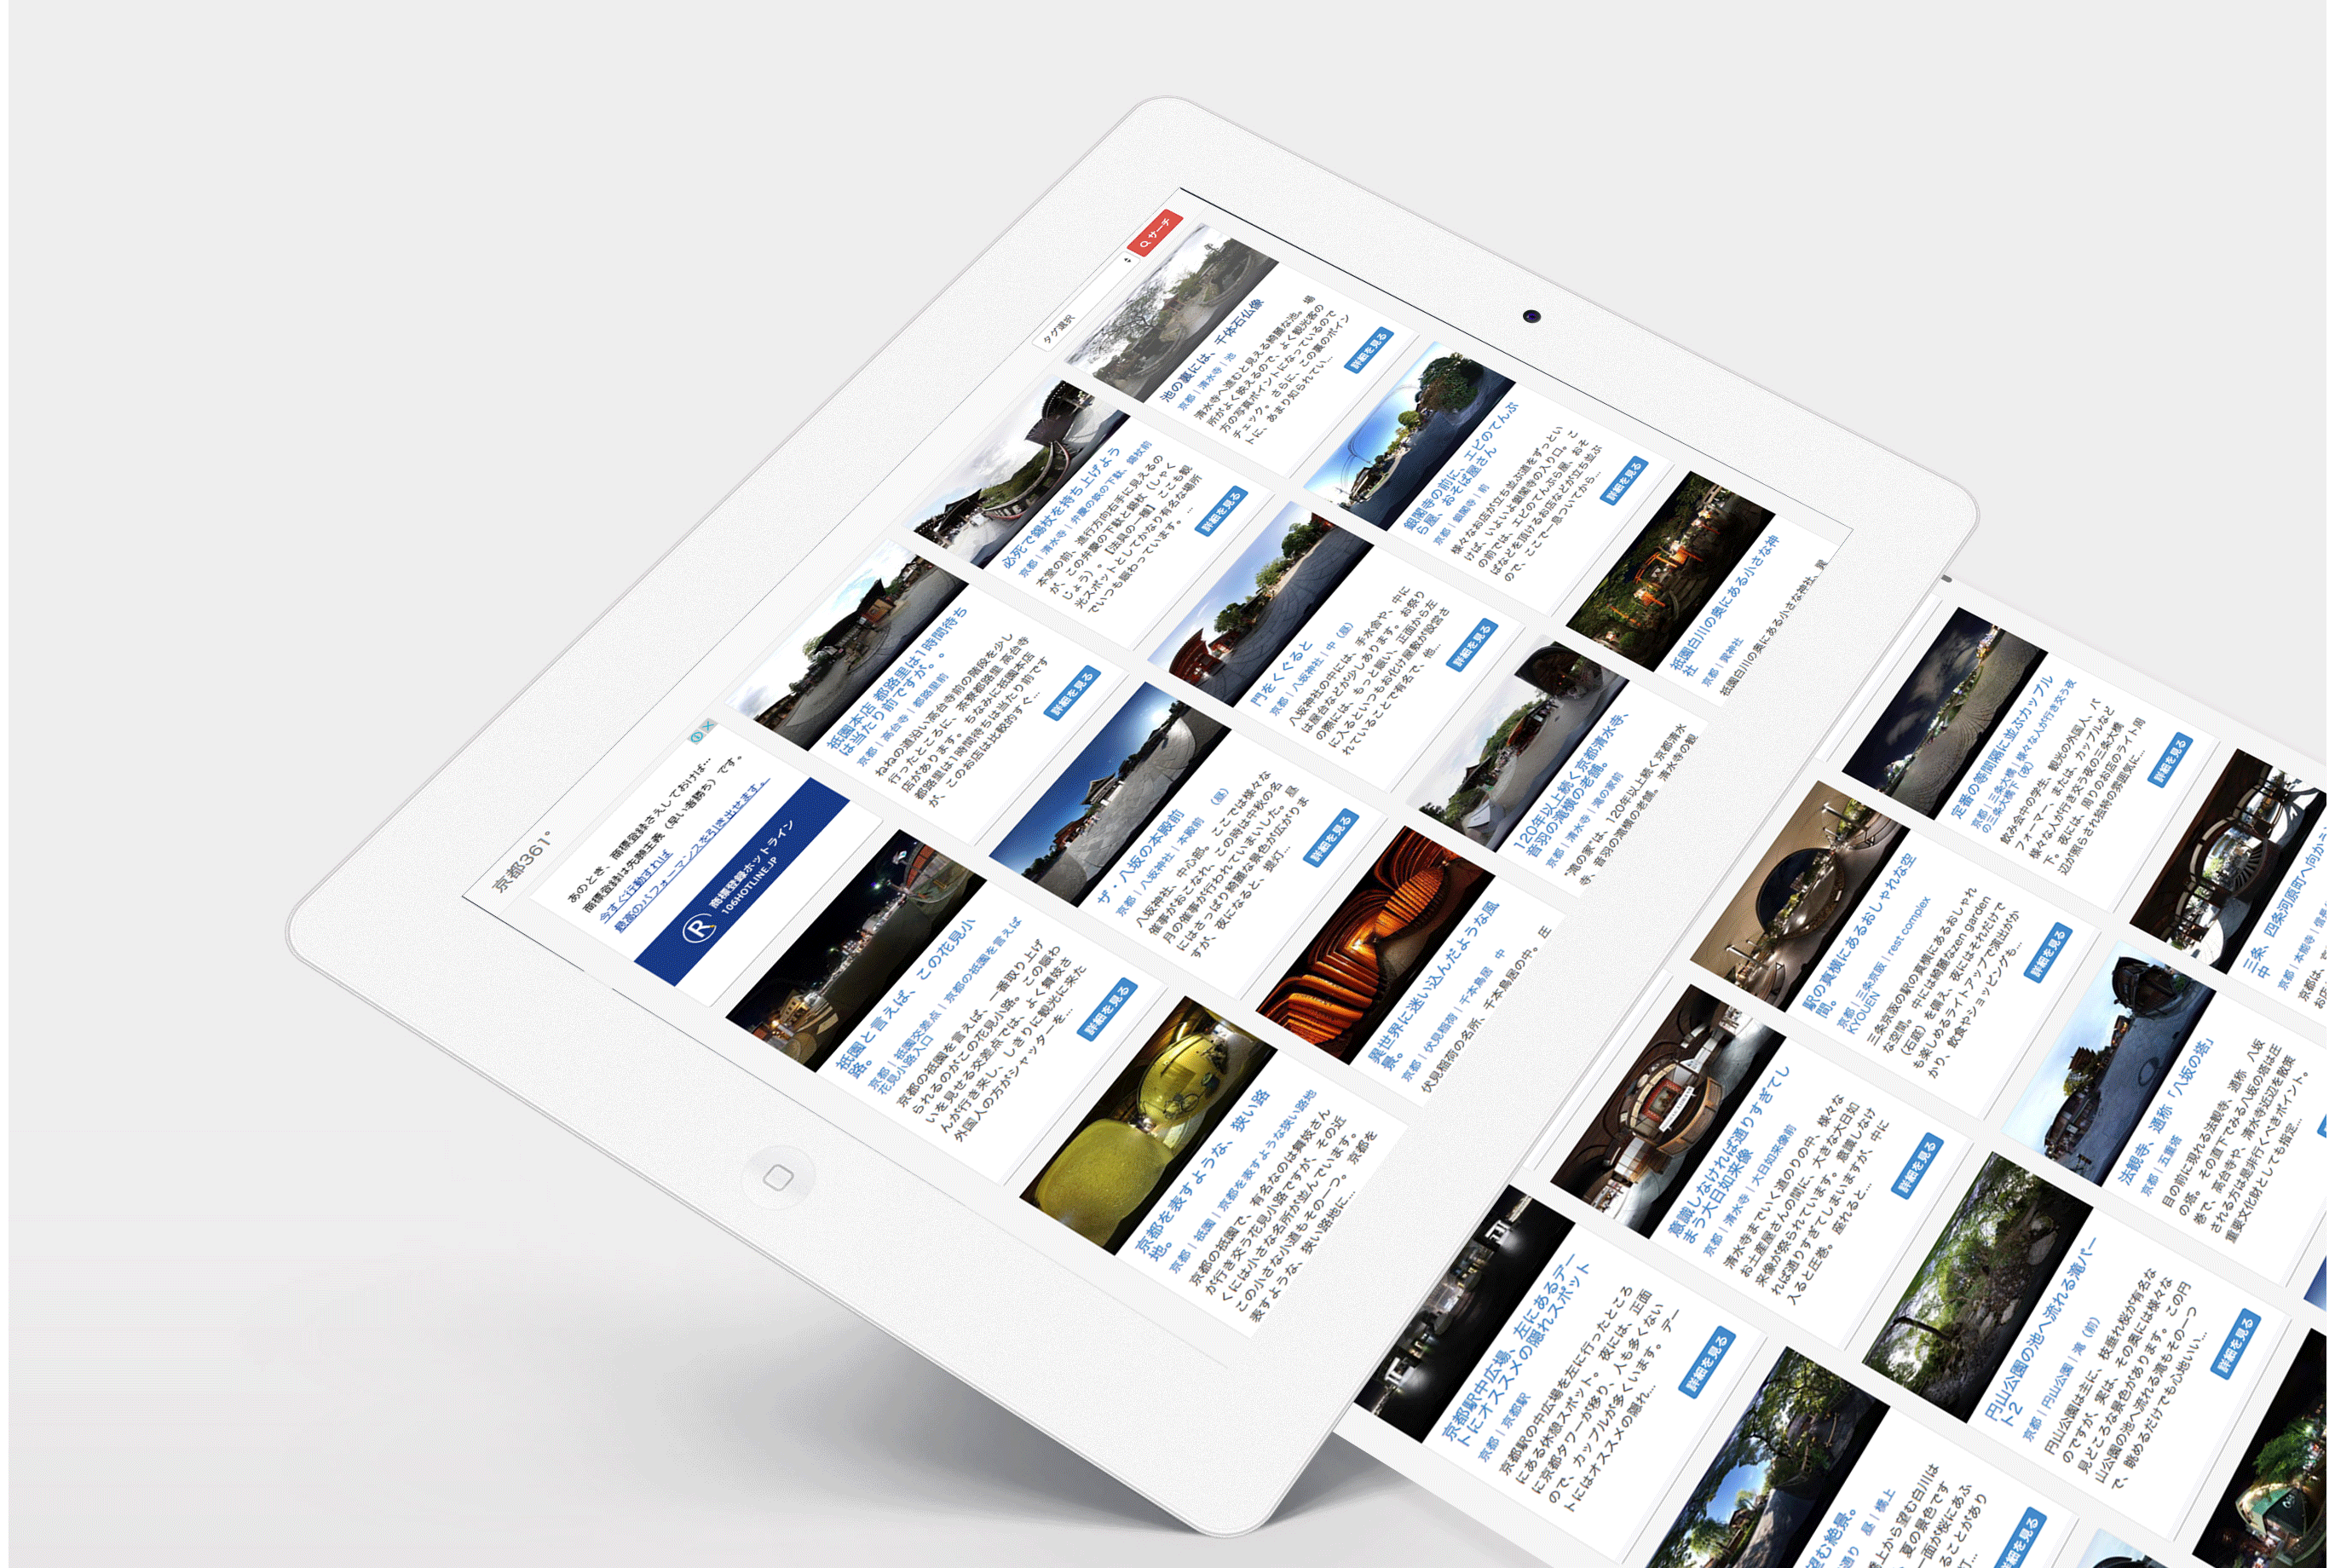 京都361°
タグ選択
サーチ
あのとき、商標登録さえしておけば…
商標登録は先願主義（早い者勝ち）です。
今すぐ行動すれば
最高のパフォーマンスを引き出せます。
R
商標登録ホットライン
106HOTLINE.JP
祇園本店 都路里は1時間待ち
は当たり前ですが。。
京都｜高台寺｜都路里前
ねねの道沿い高台寺前の階段を少し
行ったところに、茶寮都路里 高台寺
店があります。ちなみに祇園本店
都路里は1時間待ちは当たり前です
が、このお店は比較的すぐ…
詳細を見る
必死で錫杖を持ち上げよう
京都｜清水寺｜弁慶の鉄の下駄、錫杖前
本堂の前、進行方向右手に見えるの
が、この弁慶の下駄と錫杖（しゃく
じょう）。【法具の一種】ここも観
光スポットとしてかなり有名な場所
でいつも賑わっています。…
詳細を見る
池の裏には、千体石仏像
京都｜清水寺｜池
清水寺へ進むと見える綺麗な池。場
所がよく映えるので、よく観光客の
方の写真ポイントになっているので
チェック。さらに、この裏のポイン
トに、あまり知られてい…
詳細を見る
祇園と言えば、この花見小
路。
京都｜祇園交差点｜京都の祇園を言えば
花見小路入口
京都の祇園を言えば、一番取り上げ
られるのがこの花見小路。この賑わ
いを見せる交差点では、よく舞妓さ
んが行き来し、しきりに観光に来た
外国人の方がシャッターを…
詳細を見る
ザ・八坂の本殿前
京都｜八坂神社｜本殿前 （昼）
八坂神社、中心部。ここでは様々な
催事がおこなれ、この時は中秋の名
月の催事が行われていまいした。昼
にはさっぱり綺麗な景色が広がりま
すが、夜になると、提灯…
詳細を見る
門をくぐると
京都｜八坂神社｜中（昼）
八坂神社の中には、手水舎や、中に
は屋台などが少しあります。お祭り
の際には、もっと賑い、正面から左
に入るといつもお化け屋敷が設営さ
れていることで有名で、他…
詳細を見る
銀閣寺の前に、エビのてんぷ
ら屋、おそば屋さん
京都｜銀閣寺｜前
様々なお店が立ち並ぶ道をずっとい
けば、いよいよ銀閣寺の入り口。こ
の前では、エビのてんぷら屋、おそ
ばなどを頂けるお店などが立ち並ぶ
ので、ここで一息ついてから…
詳細を見る
京都を表すような、狭い路
地。
京都｜祇園｜京都を表すような狭い路地
京都の祇園で、有名なのは舞妓さん
が行き交う花見小路ですが、その近
くには小さな名所が並んでいます。
この小さな小道もその一つ。京都を
表すような、狭い路地に…
異世界に迷い込んだような風
景。
京都｜伏見稲荷｜千本鳥居 中
伏見稲荷の名所、千本鳥居の中。圧
120年以上続く京都清水寺、
音羽の滝横の老舗。
京都｜清水寺｜滝の家前
"滝の家"は、120年以上続く京都清水
寺、音羽の滝横の老舗。清水寺の観
祇園白川の奥にある小さな神
社
京都｜巽神社
祇園白川の奥にある小さな神社、巽
京都駅中広場、左にあるデー
トにオススメの隠れスポット
京都｜京都駅
京都駅の中広場を左に行ったところ
にある休憩スポット。夜には、正面
に京都タワーが移り、人も多くない
ので、カップルが多くいます。デー
トにはオススメの隠れ…
詳細を見る
意識しなければ通りすぎてし
まう大日如来像
京都｜清水寺｜大日如来像前
清水寺までいく道のりの中、様々な
お土産屋さんの間に、大きな大日如
来像が祭られています。意識しなけ
れば通りすぎてしまいますが、中に
入ると圧巻。座れると…
詳細を見る
駅の真横にあるおしゃれな空
間。
京都｜三条京阪｜rest complex
KYOUEN
三条京阪の駅の真横にあるおしゃれ
な空間。中には綺麗なzen garden
（石庭）を備え、夜にはそれだけで
も楽しめるライトアップで演出がか
かり、飲食やショッピングも…
詳細を見る
定番の等間隔に並ぶカップル
京都｜三条大橋｜様々な人が行き交う夜
の三条大橋下（夜）
飲み会中の学生、観光の外国人、パ
フォーマー、または、カップルなど
様々な人が行き交う夜の三条大橋
下。夜には、周りのお店のライト周
辺が照らされ独特の雰囲気に…
詳細を見る
望む絶景。
通り 昼｜橋上
橋上から望む白川は
夏の景色です
一面が桜にあふ
ることがあり
詳細を見る
円山公園の池へ流れる滝パー
ト2
京都｜円山公園｜滝（前）
円山公園は主に、枝垂れ桜が有名な
のですが、実は、その奥には様々な
見どころな景色があります。この円
山公園の池へ流れる滝もその一つ
で、眺めるだけでも心地いい…
詳細を見る
法観寺、通称「八坂の塔」
京都｜五重塔
目の前に現れる法観寺、通称 八坂
の塔。その直下でみる八坂の塔は圧
巻で、高台寺や、清水寺近辺を散策
される方は是非行くべきポイント。
重要文化財としても指定…
三条、四条河原町へ向かう
中
京都｜本能寺｜信長
京都は、
お店